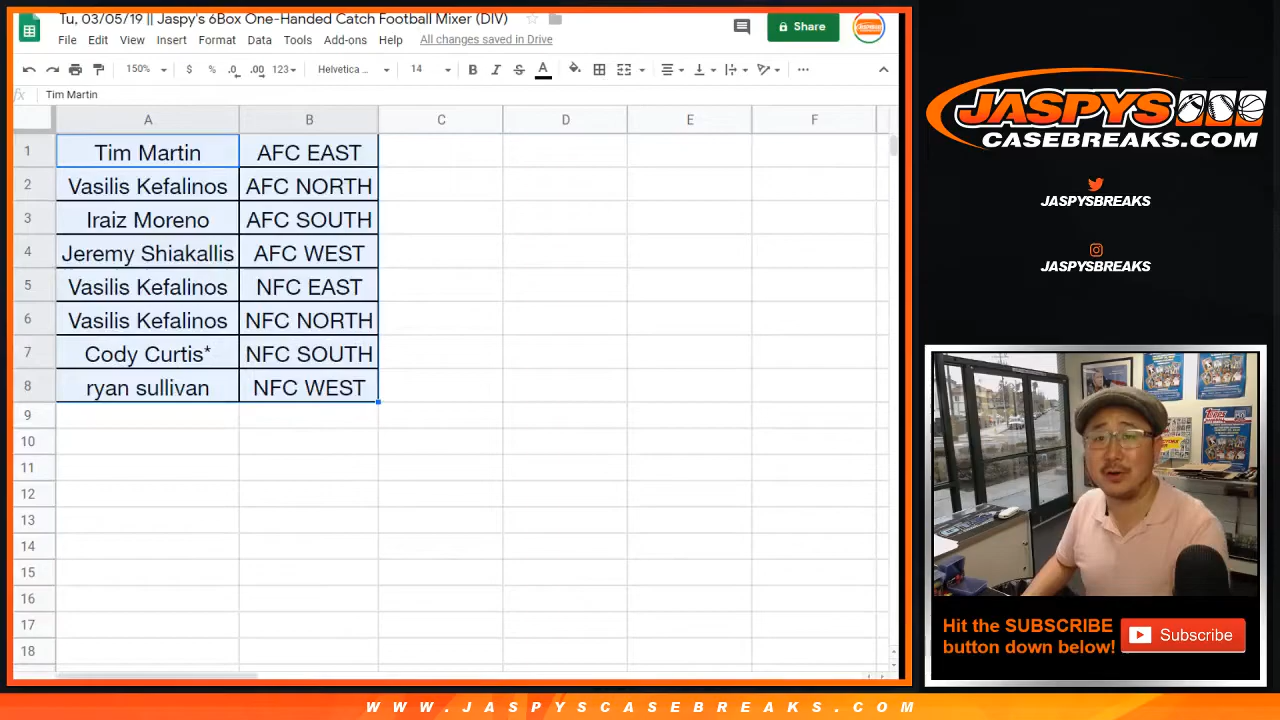 Tu, 03/05/19 || Jaspy's 6Box One-Handed Catch Football Mixer (DIV)
File Edit View Insert Format Data Tools Add-ons Help All changes saved in Drive
Share
150% $ % .0 .00 123 Helvetica ... 14 B I S A
fx Tim Martin
A B C D E F
1 Tim Martin AFC EAST
2 Vasilis Kefalinos AFC NORTH
3 Iraiz Moreno AFC SOUTH
4 Jeremy Shiakallis AFC WEST
5 Vasilis Kefalinos NFC EAST
6 Vasilis Kefalinos NFC NORTH
7 Cody Curtis* NFC SOUTH
8 ryan sullivan NFC WEST
9
10
11
12
13
14
15
16
17
18
JASPYS
CASEBREAKS.COM
JASPYSBREAKS
JASPYSBREAKS
Topps
Hit the SUBSCRIBE
button down below!
Subscribe
WWW.JASPYSCASEBREAKS.COM